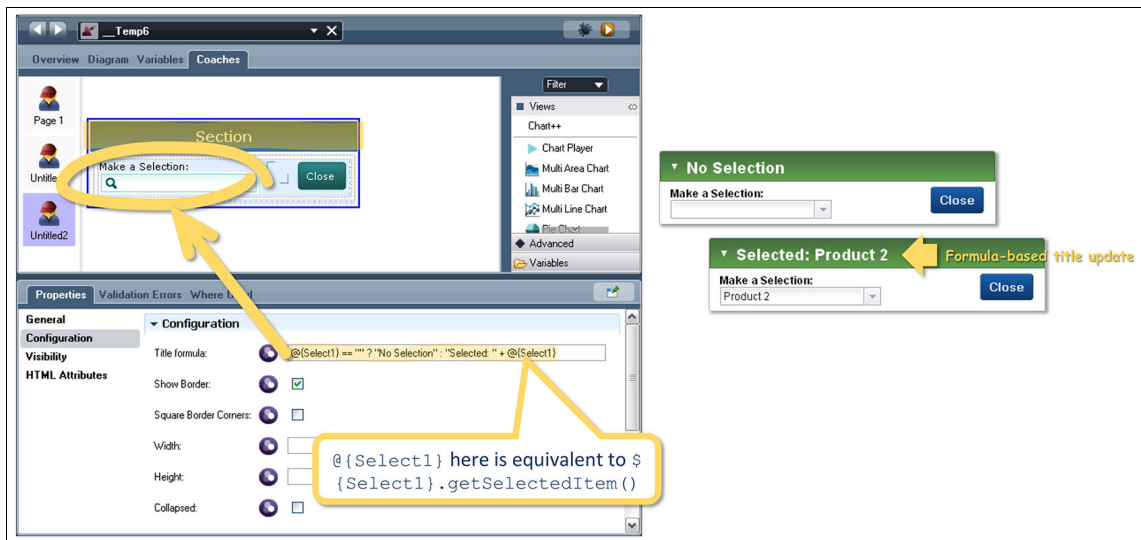 __Temp6
Overview Diagram Variables Coaches
Page 1
Untitle
Untitled2
Section
Make a Selection:
Close
Filter
Views
Chart++
Chart Player
Multi Area Chart
Multi Bar Chart
Multi Line Chart
Pie Chart
Advanced
Variables
Properties Validation Errors Where U d
General
Configuration
Visibility
HTML Attributes
Configuration
Title formula:
@{Select1} == "" ? "No Selection" : "Selected: " + @{Select1}
Show Border:
Square Border Corners:
Width:
Height:
Collapsed:
@{Select1} here is equivalent to $
{Select1}.getSelectedItem()
No Selection
Make a Selection:
Close
Selected: Product 2
Formula-based title update
Make a Selection:
Product 2
Close